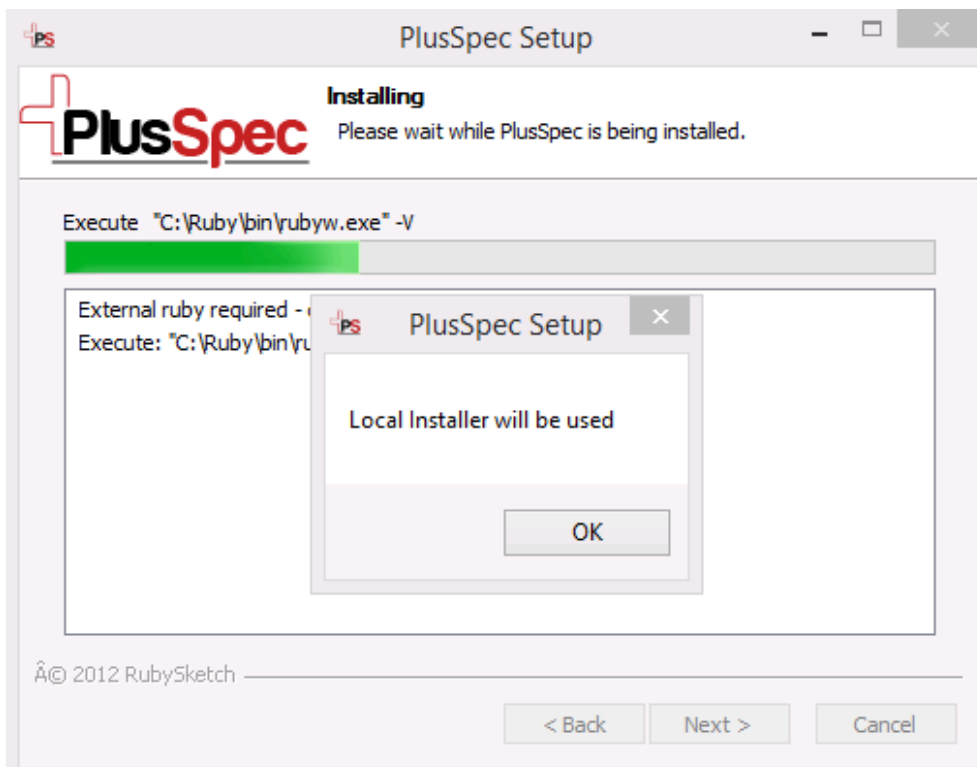 PS
PlusSpec Setup
PlusSpec
Installing
Please wait while PlusSpec is being installed.
Execute "C:\Ruby\bin\rubyw.exe" -V
External ruby required -
Execute: "C:\Ruby\bin\ru
PS
PlusSpec Setup
Local Installer will be used
OK
Â© 2012 RubySketch
< Back
Next >
Cancel